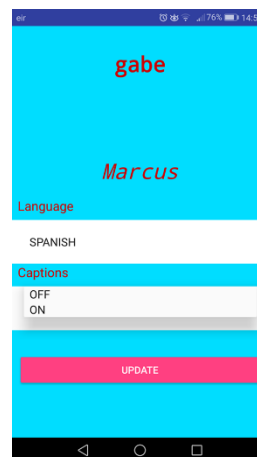 eir 76% 14:5
gabe
Marcus
Language
SPANISH
Captions
OFF
ON
UPDATE